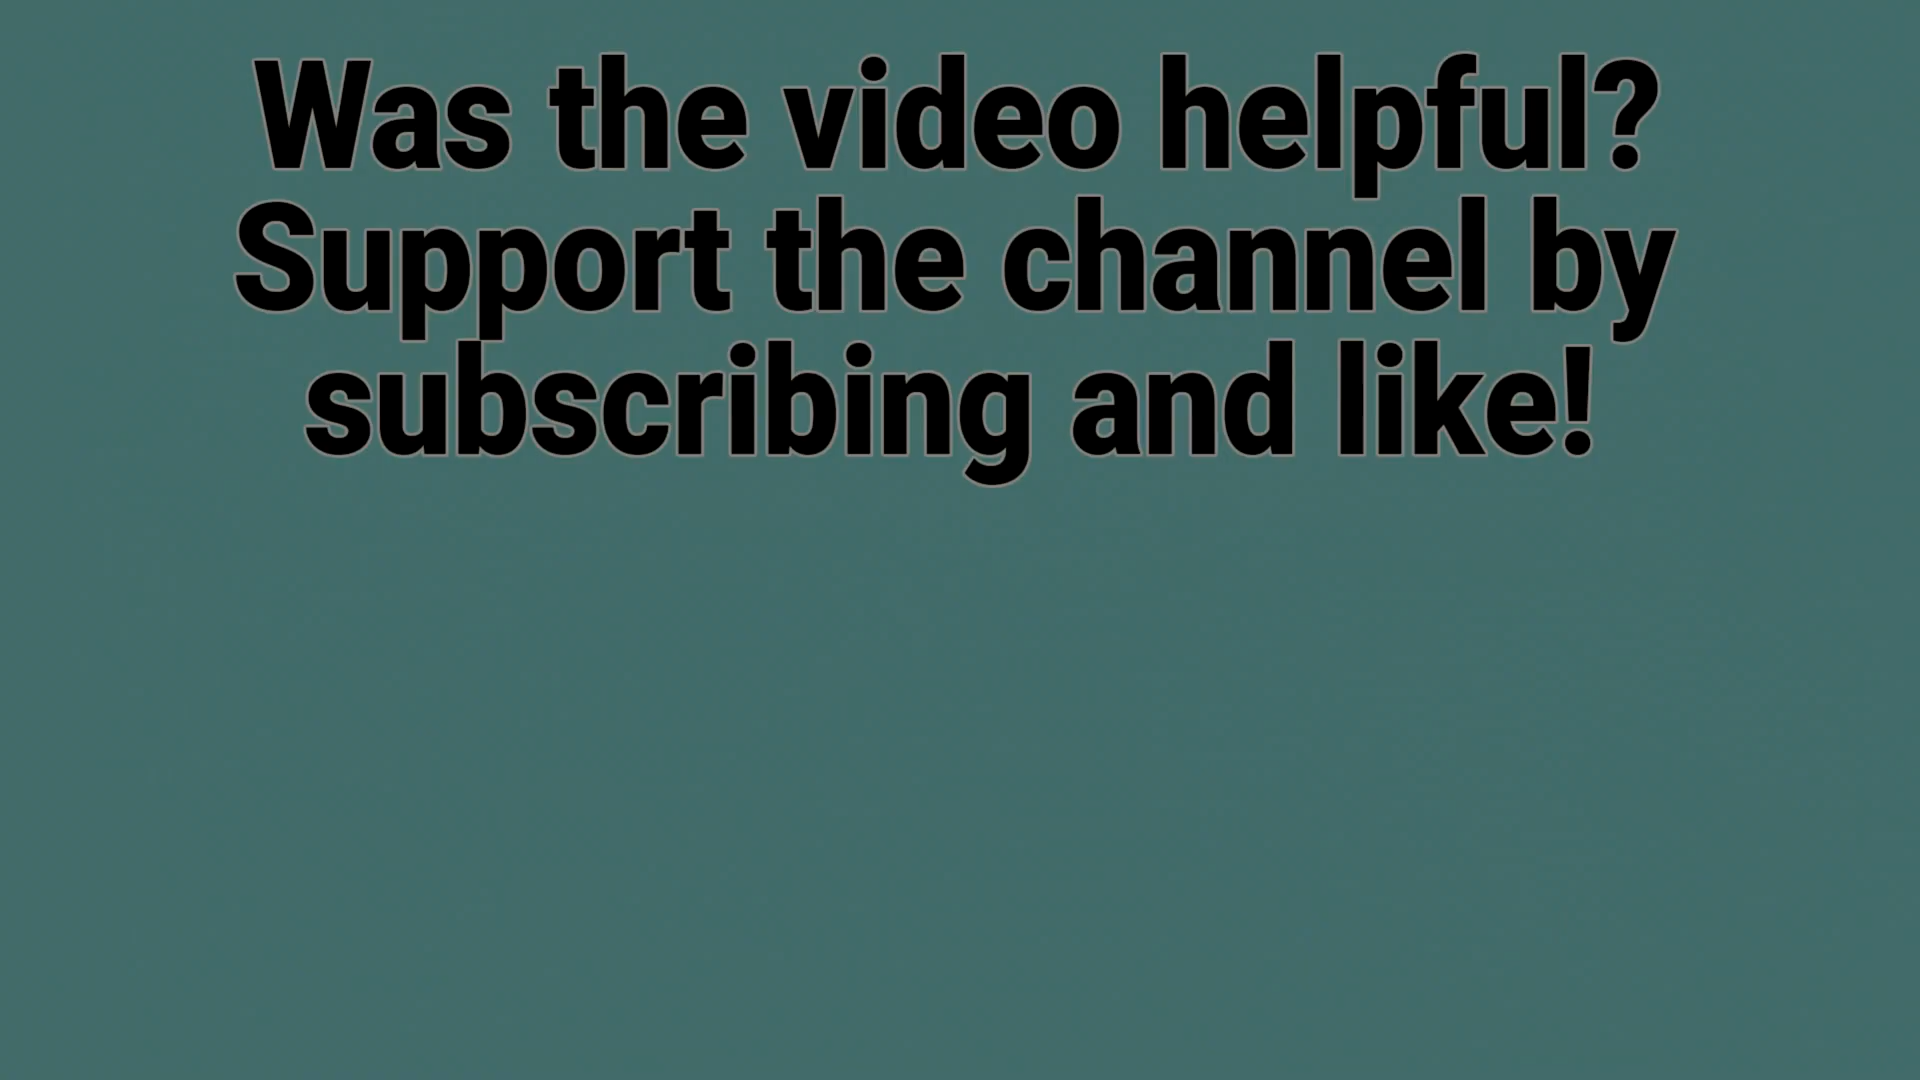 Was the video helpful?
Support the channel by
subscribing and like!